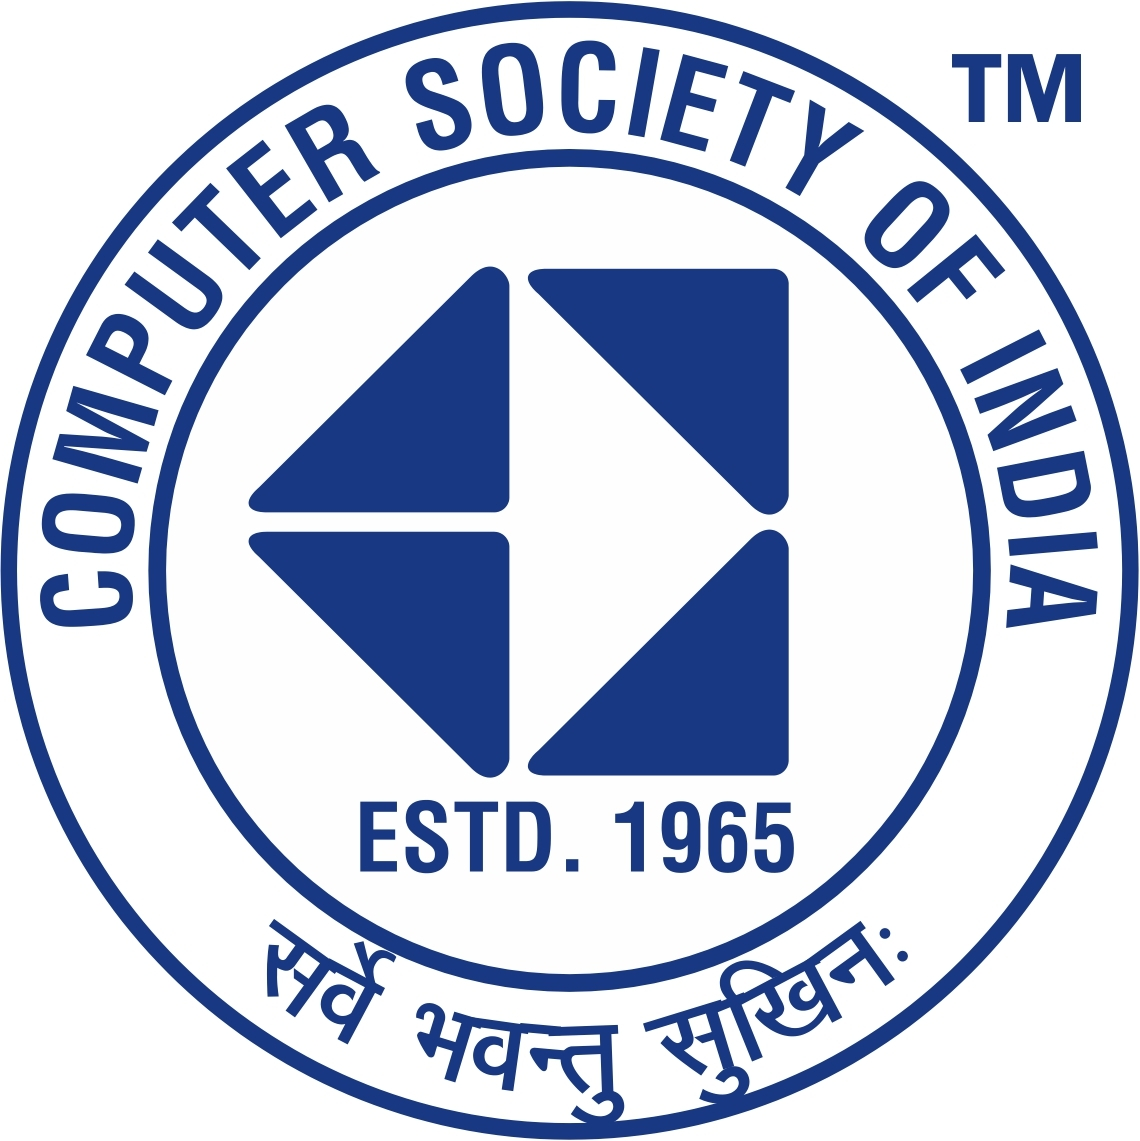 COMPUTER SOCIETY OF INDIA
TM
ESTD. 1965
सर्वे भवन्तु सुखिनः